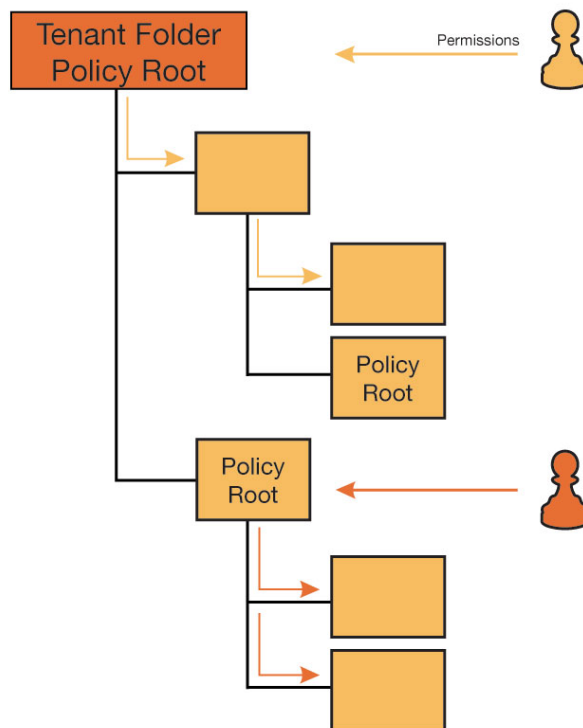 Tenant Folder
Policy Root
Permissions
Policy
Root
Policy
Root